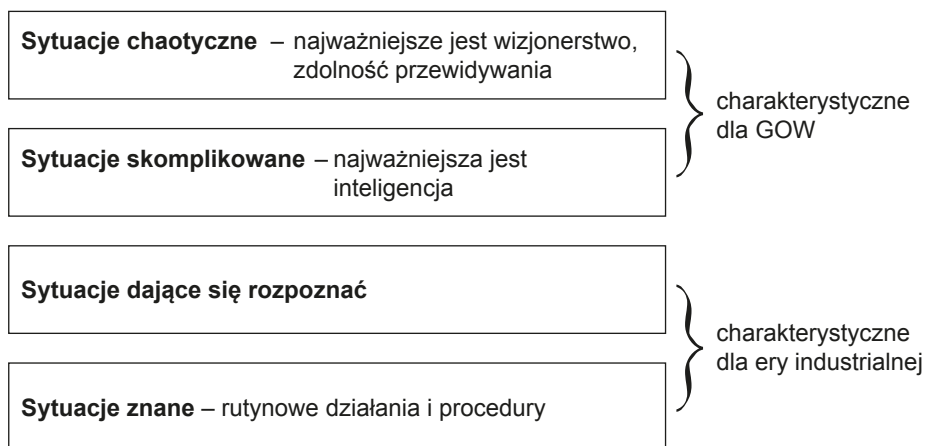 Sytuacje chaotyczne – najważniejsze jest wizjonerstwo,
zdolność przewidywania
charakterystyczne
dla GOW
Sytuacje skomplikowane – najważniejsza jest
inteligencja
Sytuacje dające się rozpoznać
charakterystyczne
dla ery industrialnej
Sytuacje znane – rutynowe działania i procedury